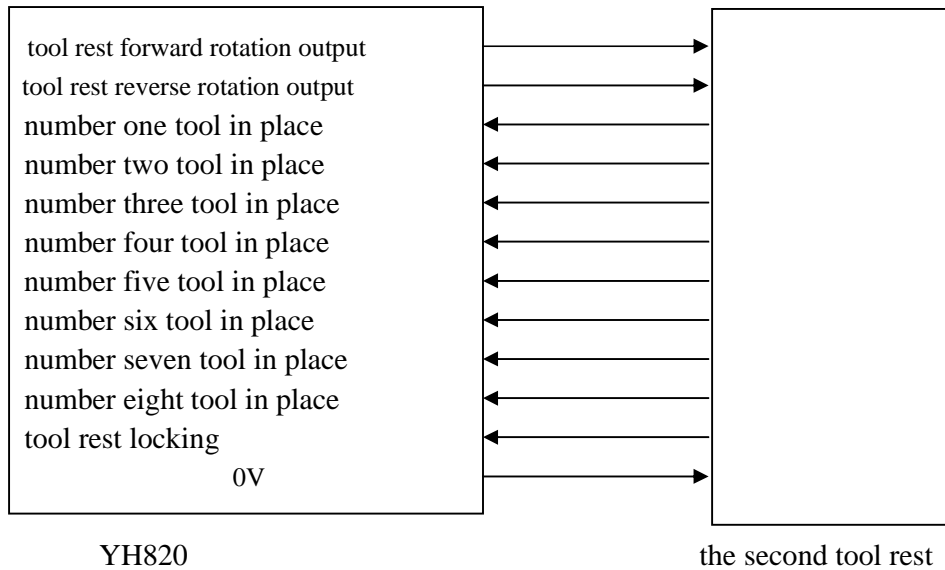 tool rest forward rotation output
tool rest reverse rotation output
number one tool in place
number two tool in place
number three tool in place
number four tool in place
number five tool in place
number six tool in place
number seven tool in place
number eight tool in place
tool rest locking
0V
YH820
the second tool rest